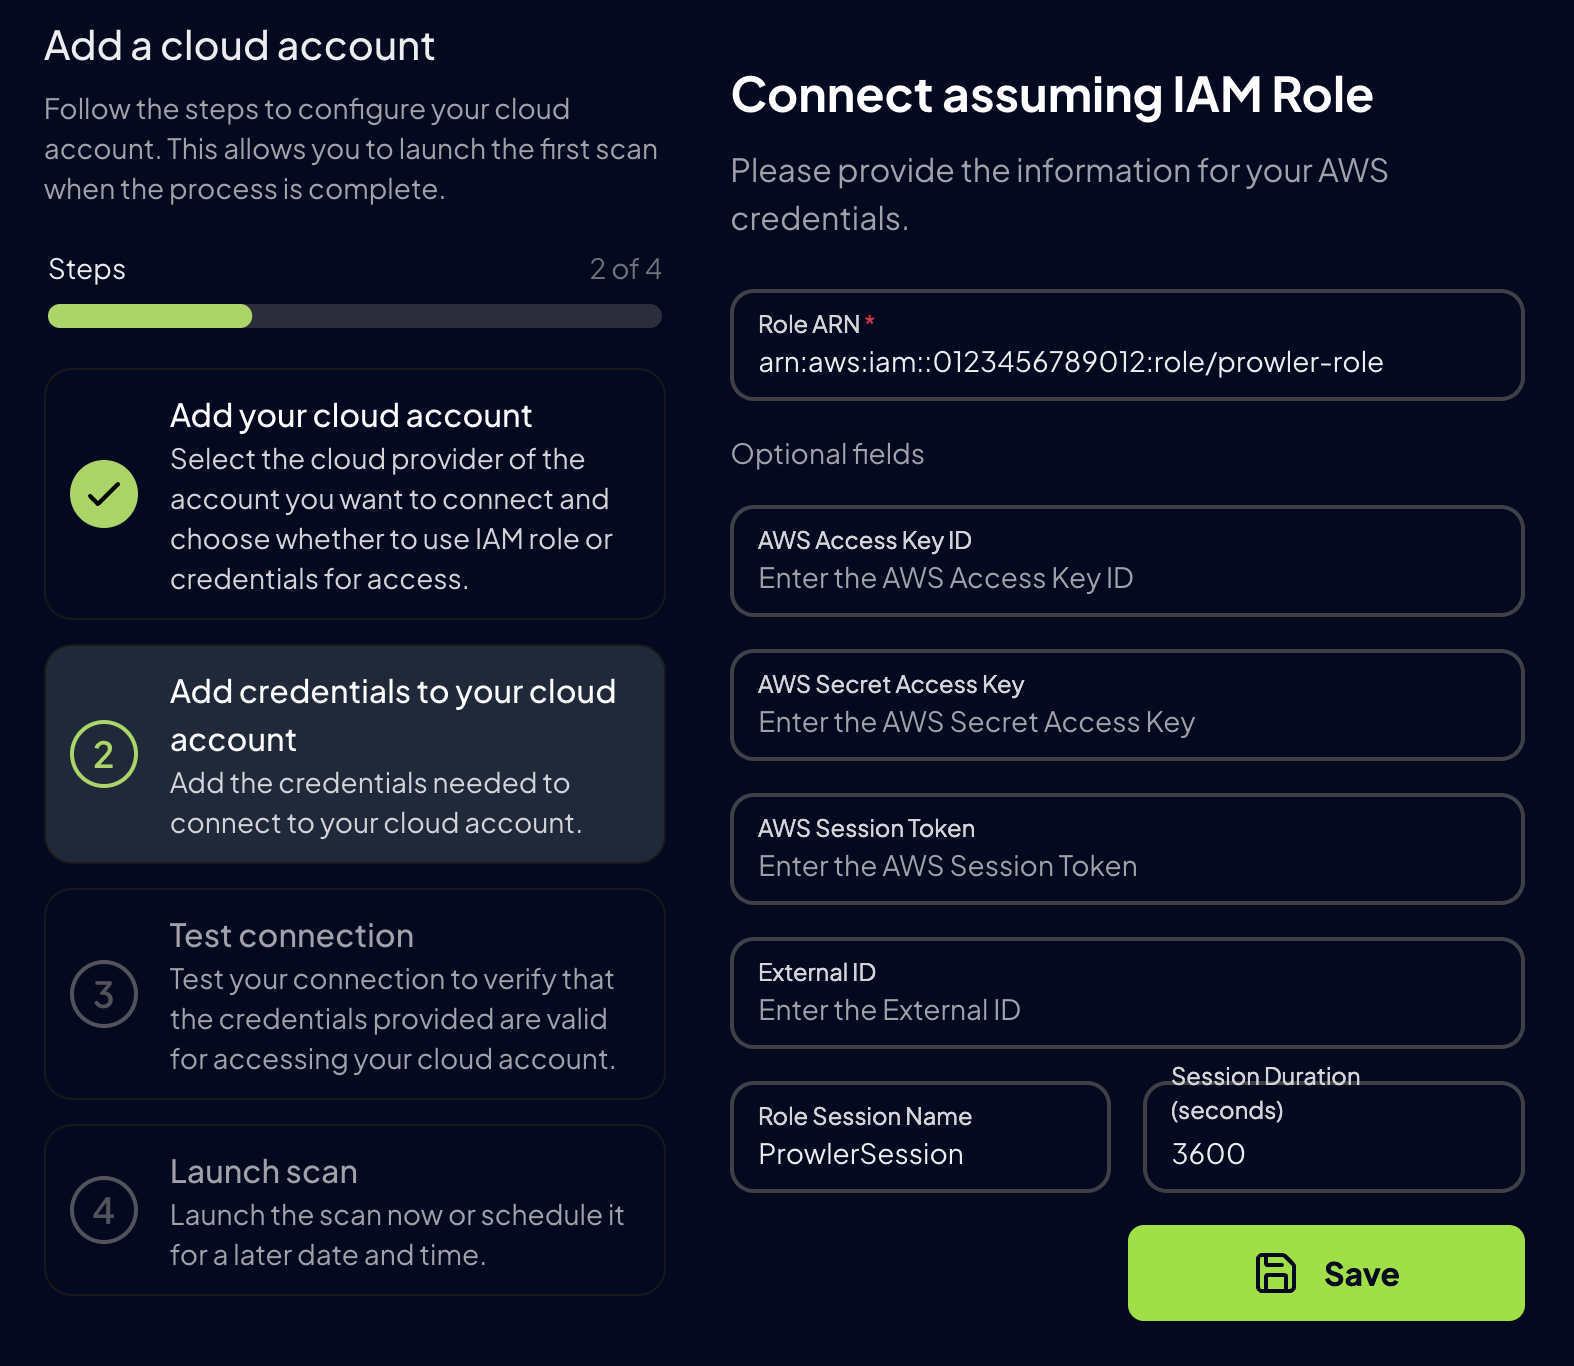 Add a cloud account
Follow the steps to configure your cloud
account. This allows you to launch the first scan
when the process is complete.
Steps
2 of 4
Add your cloud account
Select the cloud provider of the
account you want to connect and
choose whether to use IAM role or
credentials for access.
2
Add credentials to your cloud
account
Add the credentials needed to
connect to your cloud account.
3
Test connection
Test your connection to verify that
the credentials provided are valid
for accessing your cloud account.
4
Launch scan
Launch the scan now or schedule it
for a later date and time.
Connect assuming IAM Role
Please provide the information for your AWS
credentials.
Role ARN *
arn:aws:iam::0123456789012:role/prowler-role
Optional fields
AWS Access Key ID
Enter the AWS Access Key ID
AWS Secret Access Key
Enter the AWS Secret Access Key
AWS Session Token
Enter the AWS Session Token
External ID
Enter the External ID
Role Session Name
ProwlerSession
Session Duration
(seconds)
3600
Save